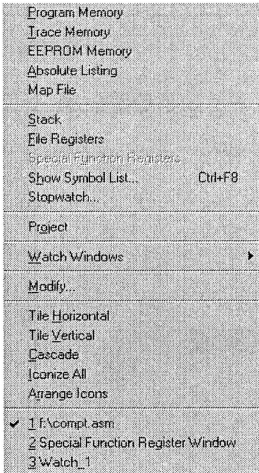 Program Memory
Trace Memory
EEPROM Memory
Absolute Listing
Map File
Stack
File Registers
Special Function Registers
Show Symbol List... Ctrl+F8
Stopwatch...
Project
Watch Windows
Modify...
Tile Horizontal
Tile Vertical
Cascade
Iconize All
Arrange Icons
1 f:\compt.asm
2 Special Function Register Window
3 Watch_1